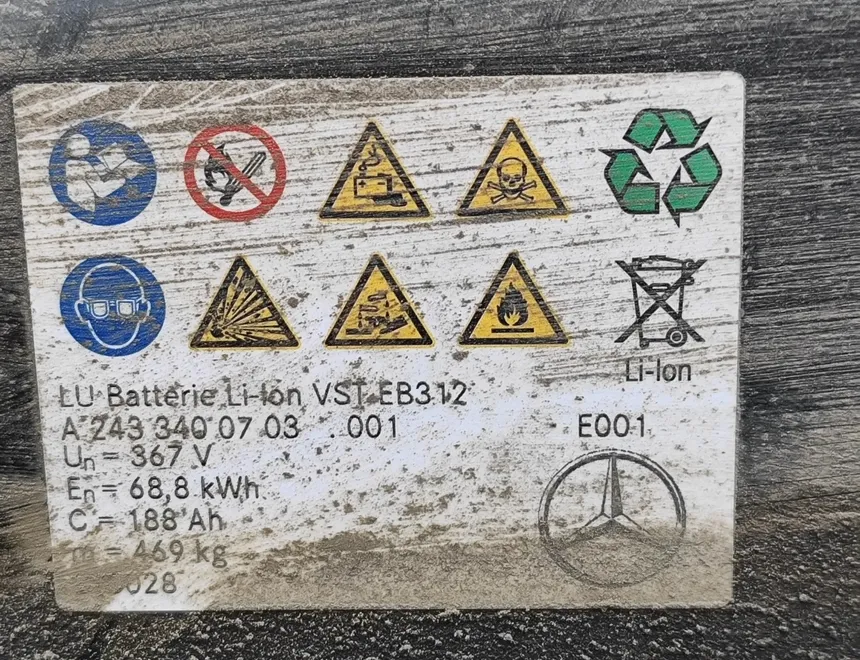 Li-Ion
LU Batterie Li-Ion VST EB312
A 243 340 07 03 .001 E001
Un = 367 V
En = 68,8 kWh
C = 188 Ah
m = 469 kg
028